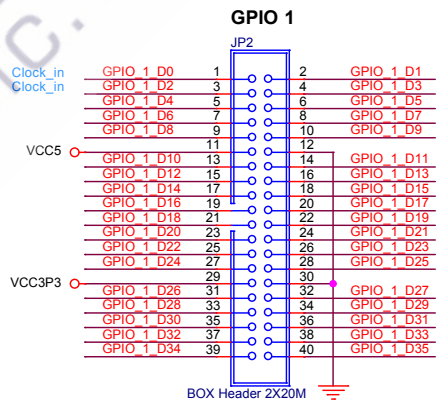 GPIO 1
JP2
Clock_in GPIO_1_D0 1 2 GPIO_1_D1
Clock_in GPIO_1_D2 3 4 GPIO_1_D3
GPIO_1_D4 5 6 GPIO_1_D5
GPIO_1_D6 7 8 GPIO_1_D7
GPIO_1_D8 9 10 GPIO_1_D9
VCC5 11 12
GPIO_1_D10 13 14 GPIO_1_D11
GPIO_1_D12 15 16 GPIO_1_D13
GPIO_1_D14 17 18 GPIO_1_D15
GPIO_1_D16 19 20 GPIO_1_D17
GPIO_1_D18 21 22 GPIO_1_D19
GPIO_1_D20 23 24 GPIO_1_D21
GPIO_1_D22 25 26 GPIO_1_D23
GPIO_1_D24 27 28 GPIO_1_D25
VCC3P3 29 30
GPIO_1_D26 31 32 GPIO_1_D27
GPIO_1_D28 33 34 GPIO_1_D29
GPIO_1_D30 35 36 GPIO_1_D31
GPIO_1_D32 37 38 GPIO_1_D33
GPIO_1_D34 39 40 GPIO_1_D35
BOX Header 2X20M